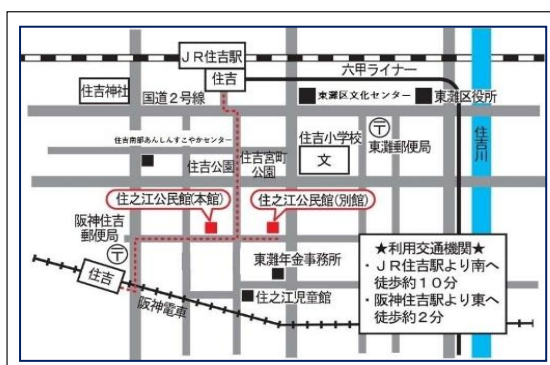 JR住吉駅
住吉
六甲ライナー
住吉神社
国道2号線
東灘区文化センター
東灘区役所
住吉南部あんしんすこやかセンター
住吉小学校
文
〒
東灘郵便局
住吉川
住吉公園
住吉宮町
公園
住之江公民館(本館)
住之江公民館(別館)
阪神住吉
郵便局
〒
住吉
阪神電車
東灘年金事務所
住之江児童館
★利用交通機関★
・JR住吉駅より南へ
徒歩約10分
・阪神住吉駅より東へ
徒歩約2分